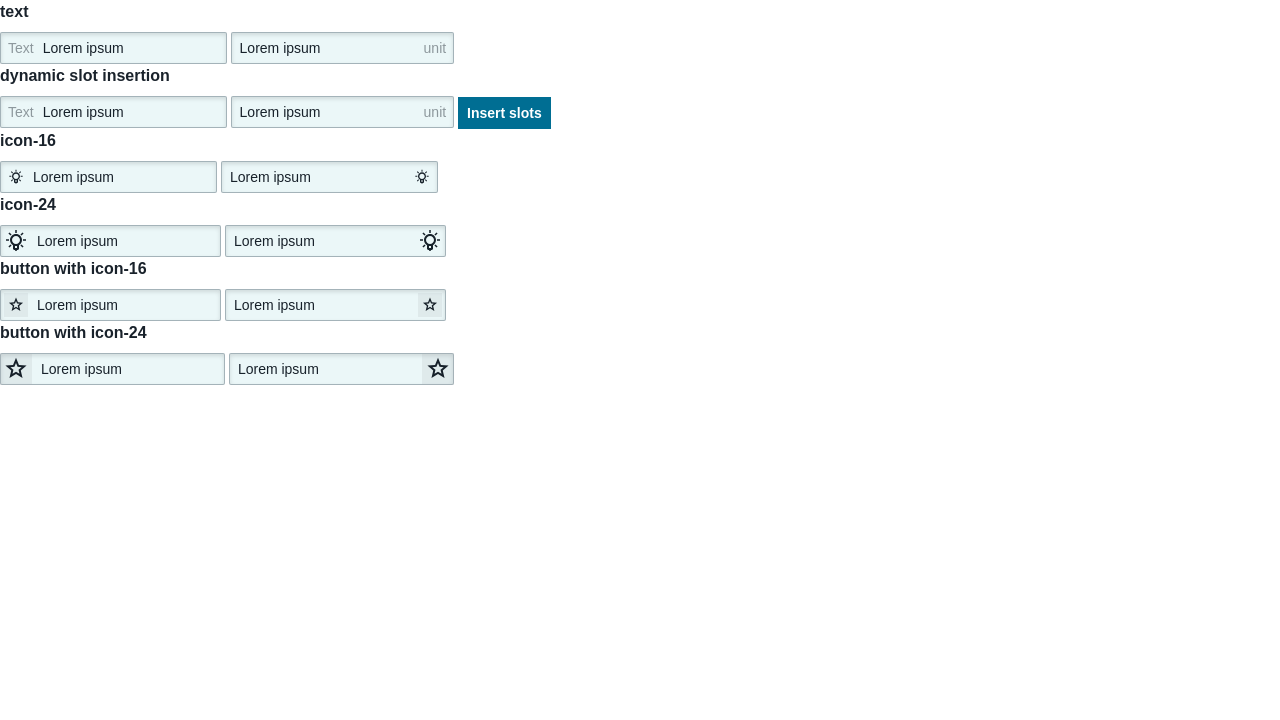 text
Text Lorem ipsum Lorem ipsum unit
dynamic slot insertion
Text Lorem ipsum Lorem ipsum unit Insert slots
icon-16
Lorem ipsum Lorem ipsum
icon-24
Lorem ipsum Lorem ipsum
button with icon-16
Lorem ipsum Lorem ipsum
button with icon-24
Lorem ipsum Lorem ipsum